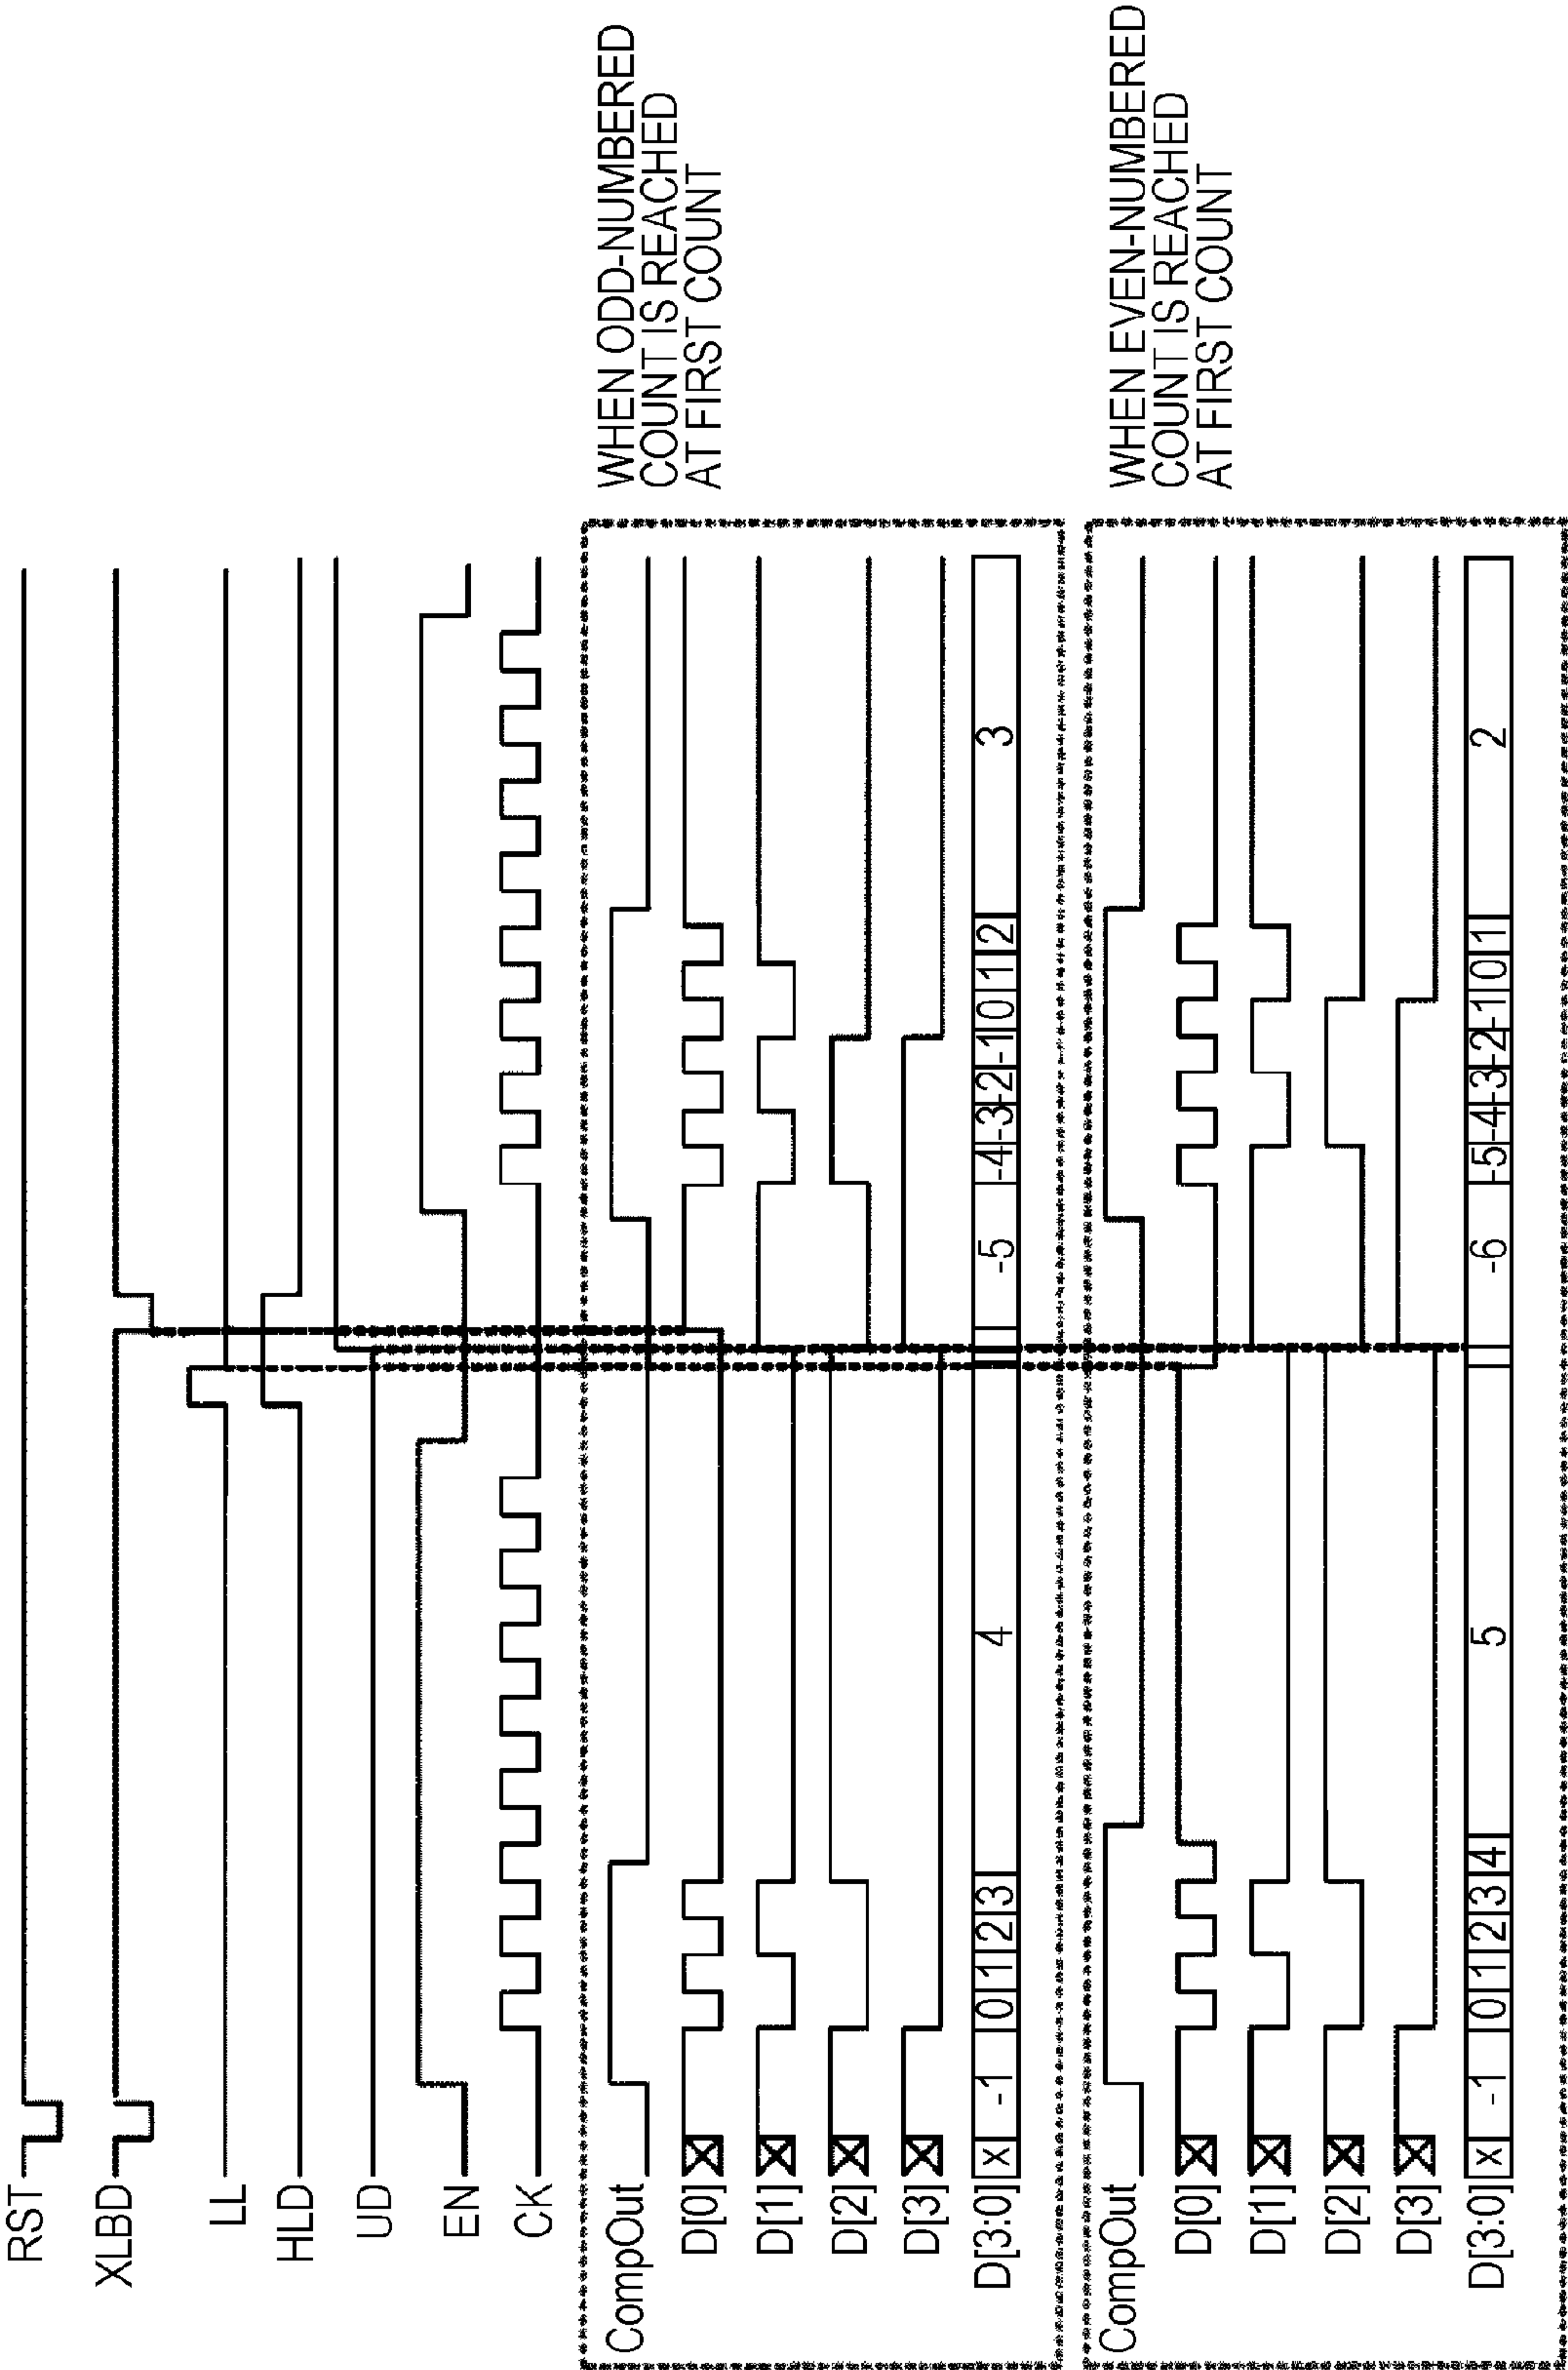 RST
XLBD
LL
HLD
UD
EN
CK
WHEN ODD-NUMBERED
COUNT IS REACHED
AT FIRST COUNT
CompOut
D[0]
D[1]
D[2]
D[3]
D[3:0] X -1 0 1 2 3 4 -5 -4 -3 -2 -1 0 1 2 3
WHEN EVEN-NUMBERED
COUNT IS REACHED
AT FIRST COUNT
CompOut
D[0]
D[1]
D[2]
D[3]
D[3:0] X -1 0 1 2 3 4 5 -6 -5 -4 -3 -2 -1 0 1 2